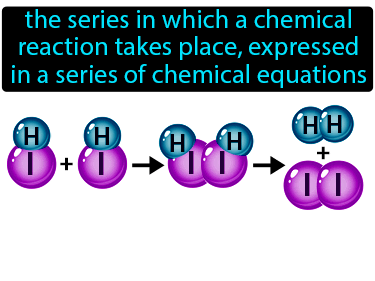 the series in which a chemical
reaction takes place, expressed
in a series of chemical equations
H H H H H H
I + I I I + I I